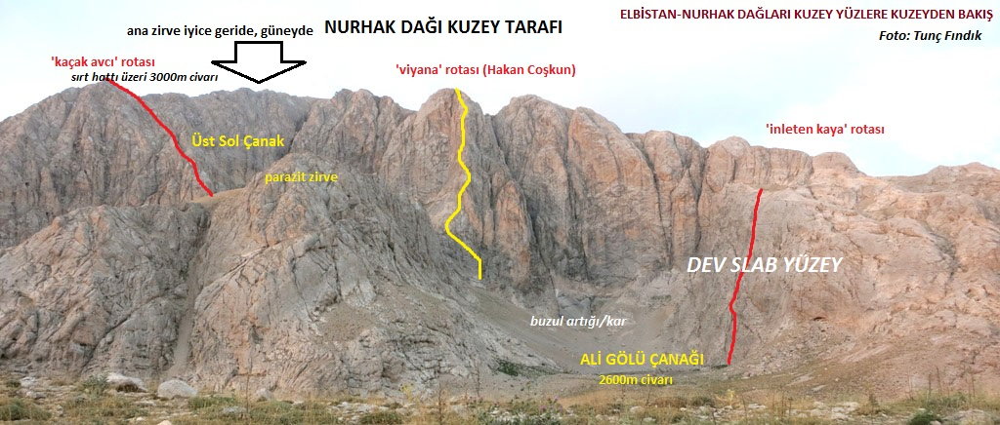 ELBİSTAN-NURHAK DAĞLARI KUZEY YÜZLERE KUZEYDEN BAKIŞ
ana zirve iyice geride, güneyde
NURHAK DAĞI KUZEY TARAFI
Foto: Tunç Fındık
'kaçak avcı' rotası
sırt hattı üzeri 3000m civarı
'viyana' rotası (Hakan Coşkun)
'inleten kaya' rotası
Üst Sol Çanak
parazit zirve
DEV SLAB YÜZEY
buzul artığı/kar
ALİ GÖLÜ ÇANAĞI
2600m civarı